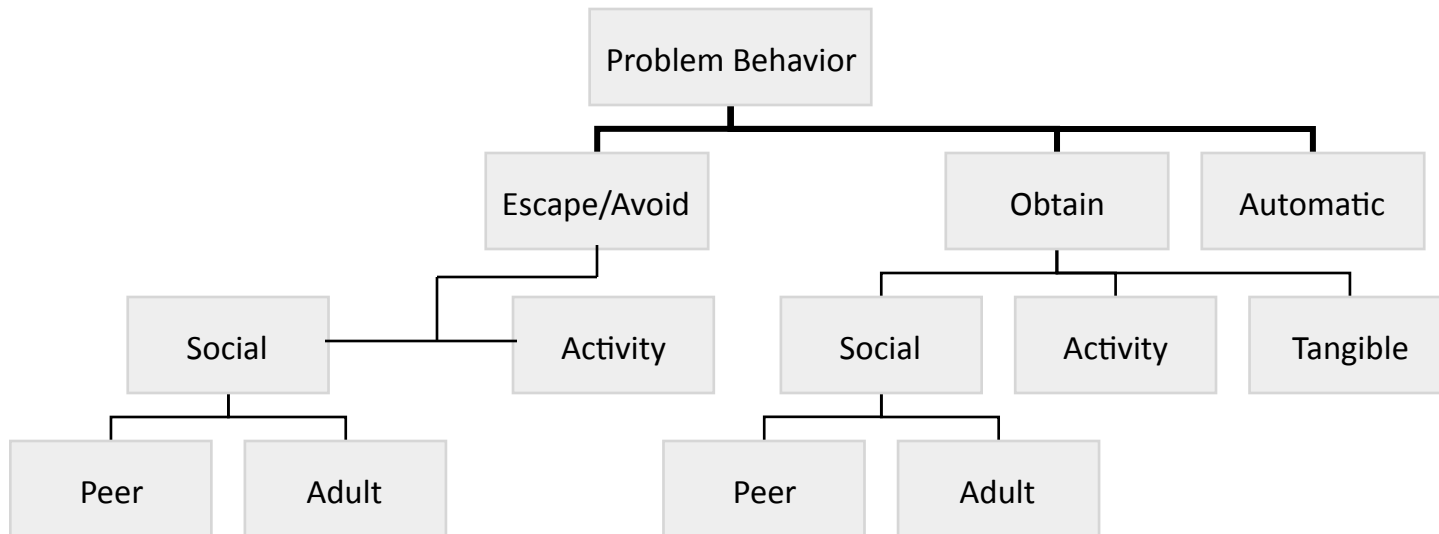 Problem Behavior
Escape/Avoid
Obtain
Automatic
Social
Activity
Social
Activity
Tangible
Peer
Adult
Peer
Adult